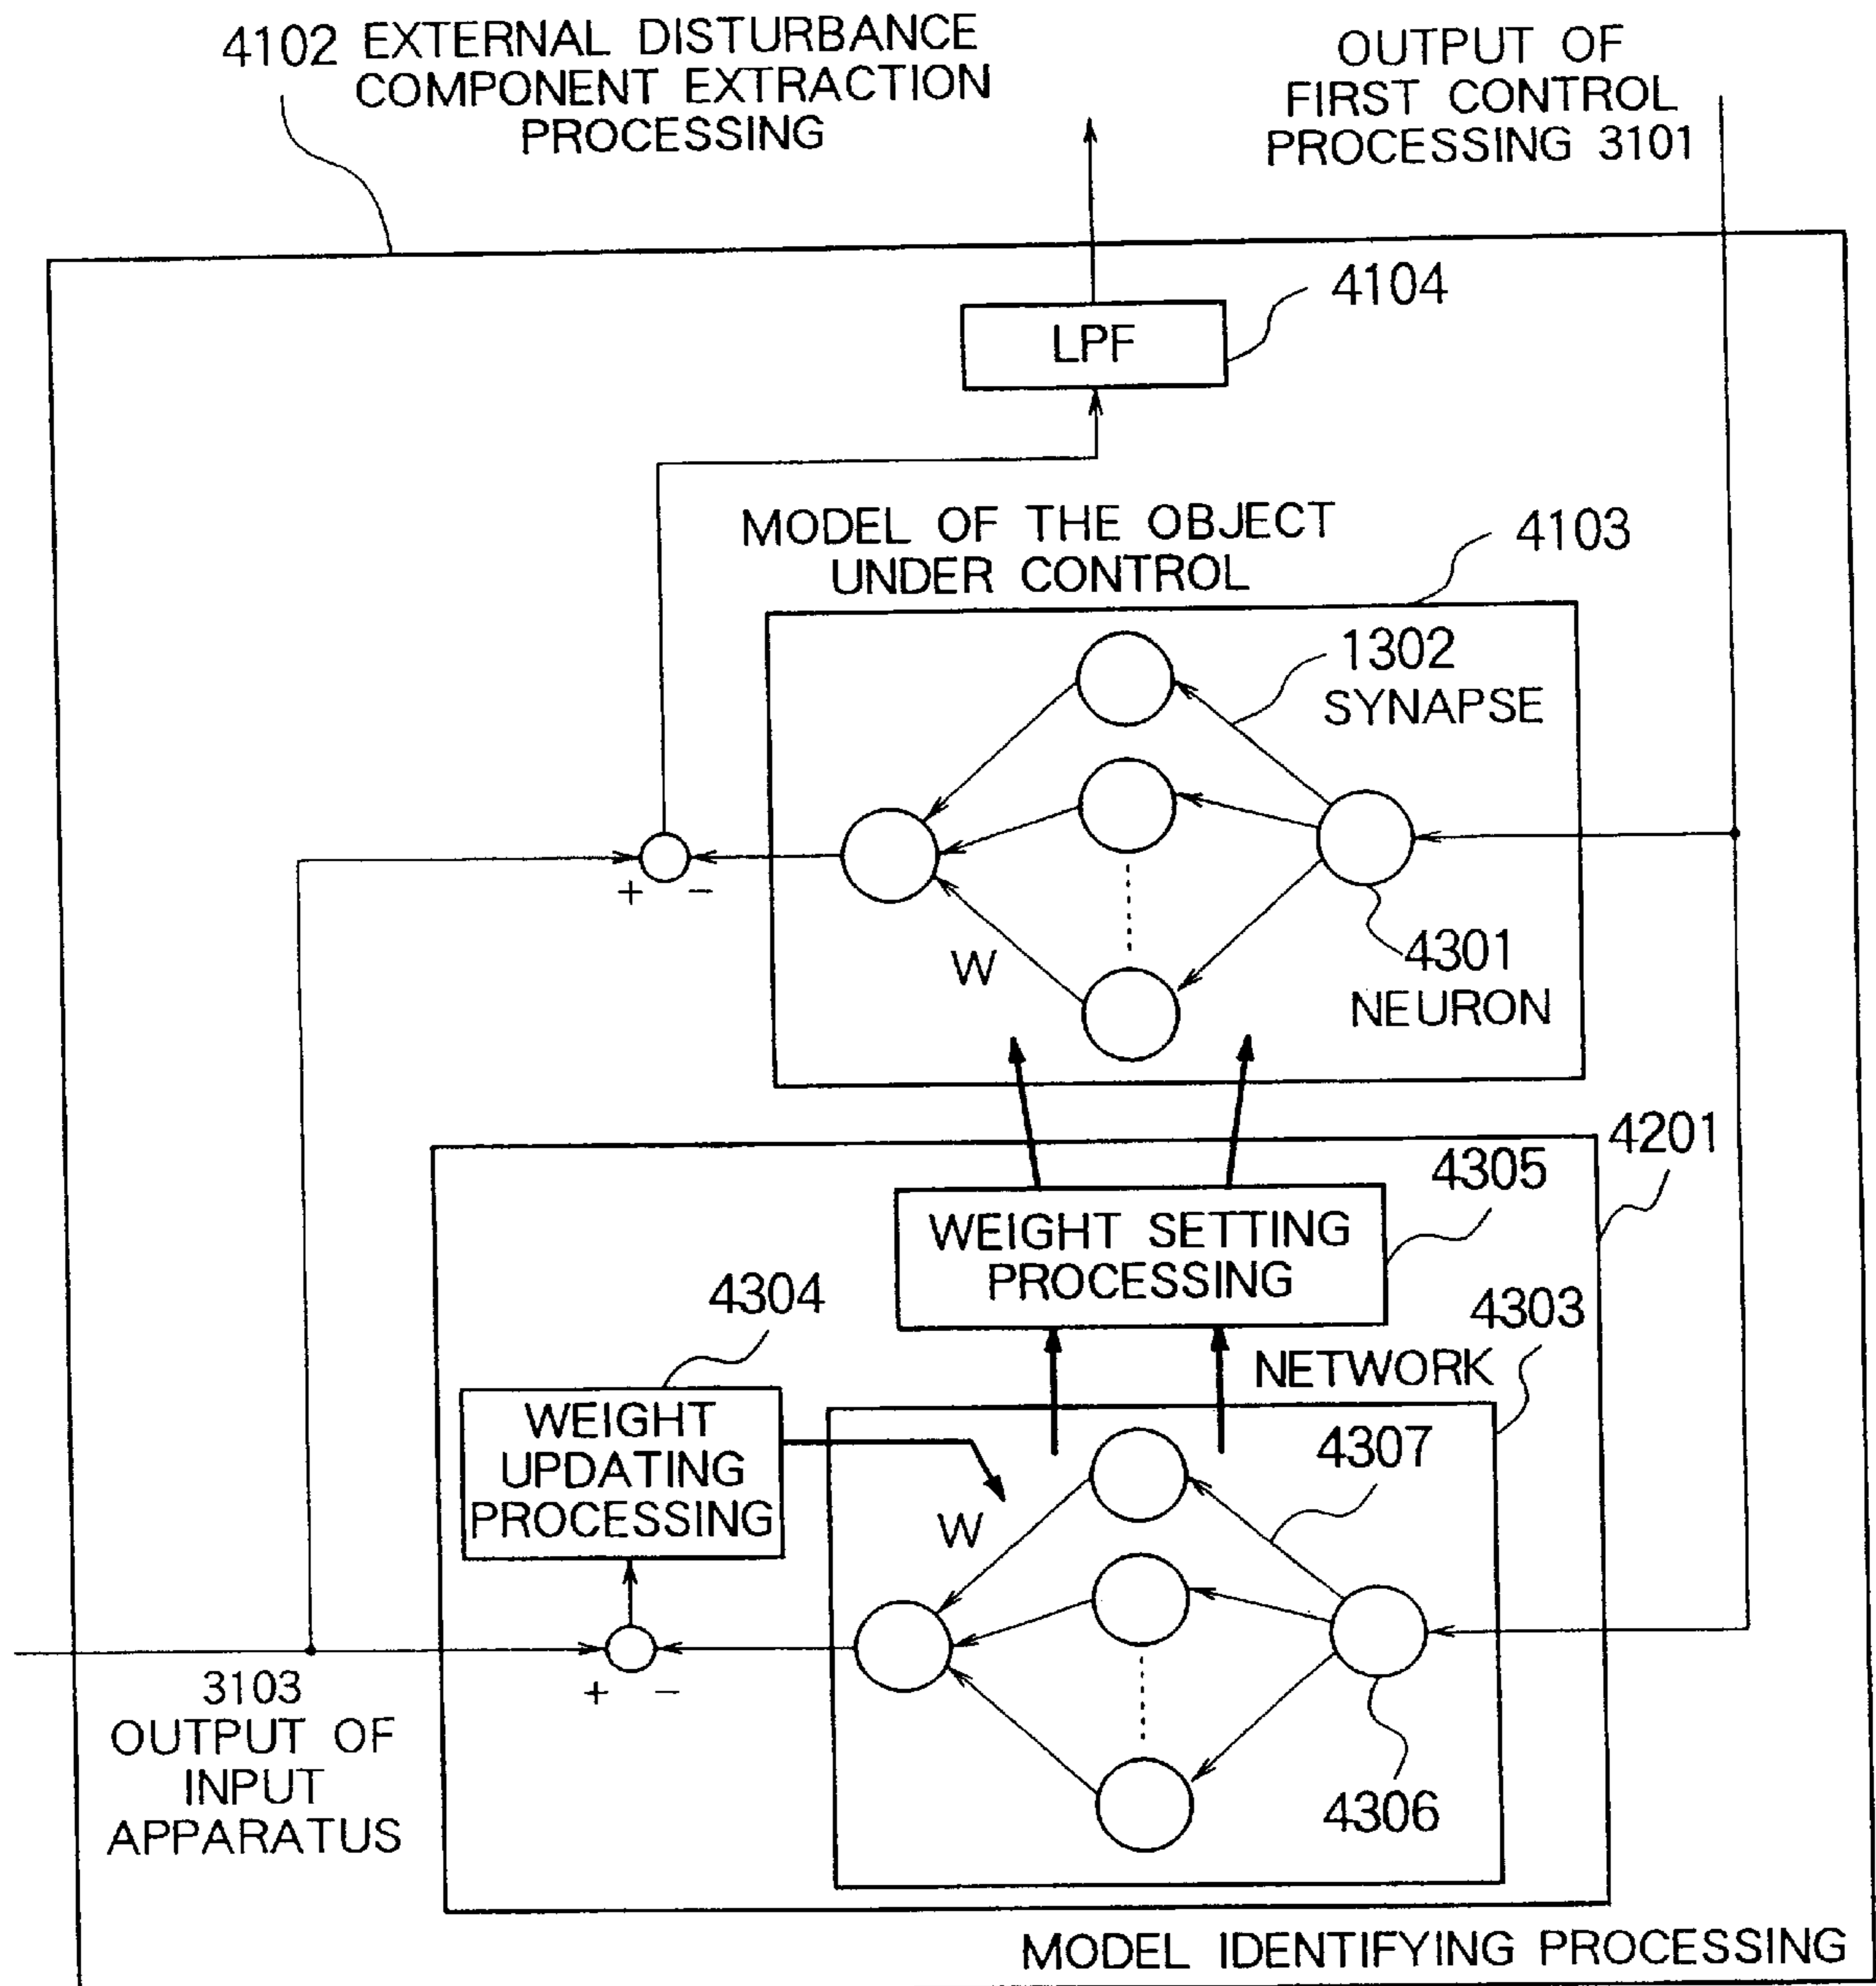 4102 EXTERNAL DISTURBANCE
COMPONENT EXTRACTION
PROCESSING
OUTPUT OF
FIRST CONTROL
PROCESSING 3101
4104
LPF
MODEL OF THE OBJECT
UNDER CONTROL
4103
1302
SYNAPSE
+ -
W
4301
NEURON
4201
4305
WEIGHT SETTING
PROCESSING
4304
4303
NETWORK
WEIGHT
UPDATING
PROCESSING
4307
W
+ -
3103
OUTPUT OF
INPUT
APPARATUS
4306
MODEL IDENTIFYING PROCESSING